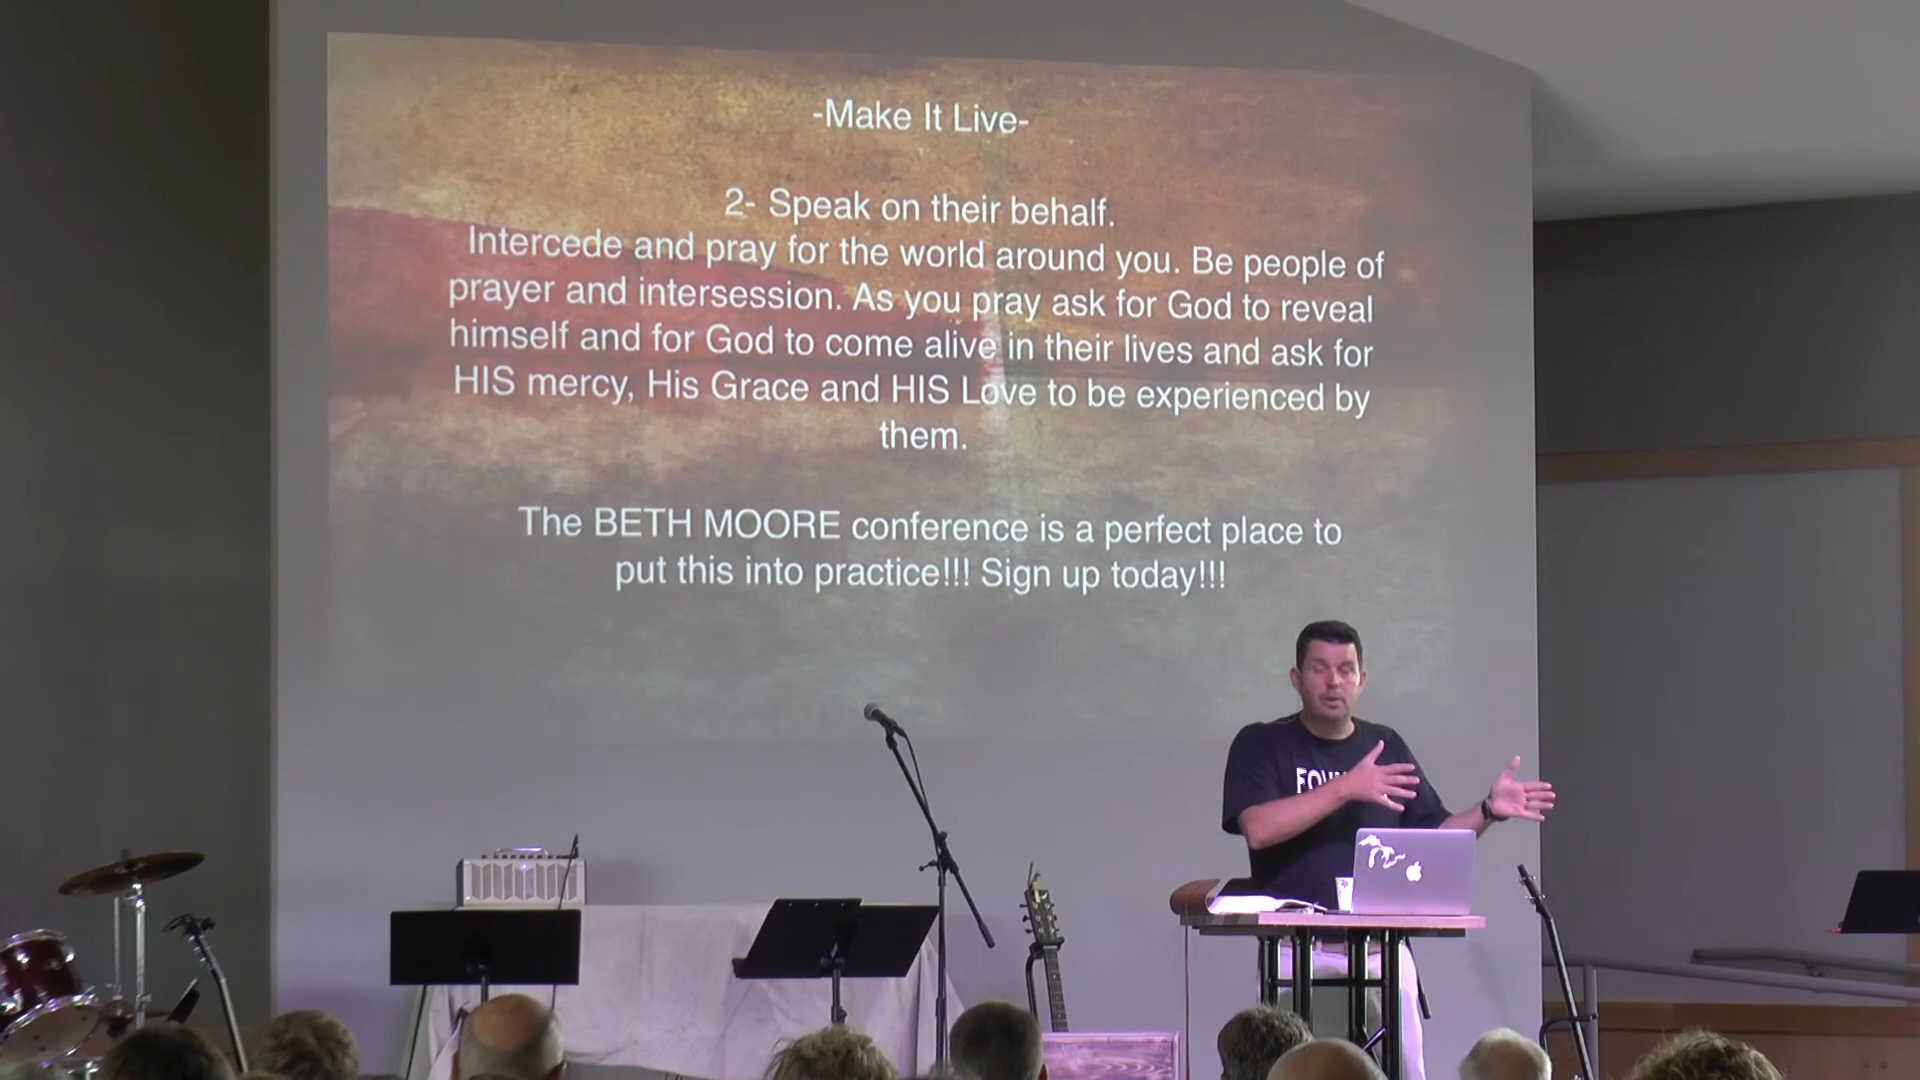 -Make It Live-
2- Speak on their behalf.
Intercede and pray for the world around you. Be people of
prayer and intersession. As you pray ask for God to reveal
himself and for God to come alive in their lives and ask for
HIS mercy, His Grace and HIS Love to be experienced by
them.
The BETH MOORE conference is a perfect place to
put this into practice!!! Sign up today!!!